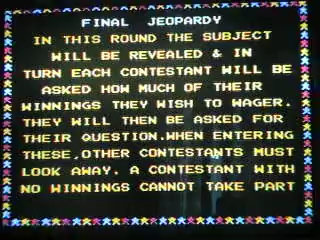 FINAL JEOPARDY
IN THIS ROUND THE SUBJECT
WILL BE REVEALED & IN
TURN EACH CONTESTANT WILL BE
ASKED HOW MUCH OF THEIR
WINNINGS THEY WISH TO WAGER.
THEY WILL THEN BE ASKED FOR
THEIR QUESTION.WHEN ENTERING
THESE,OTHER CONTESTANTS MUST
LOOK AWAY. A CONTESTANT WITH
NO WINNINGS CANNOT TAKE PART